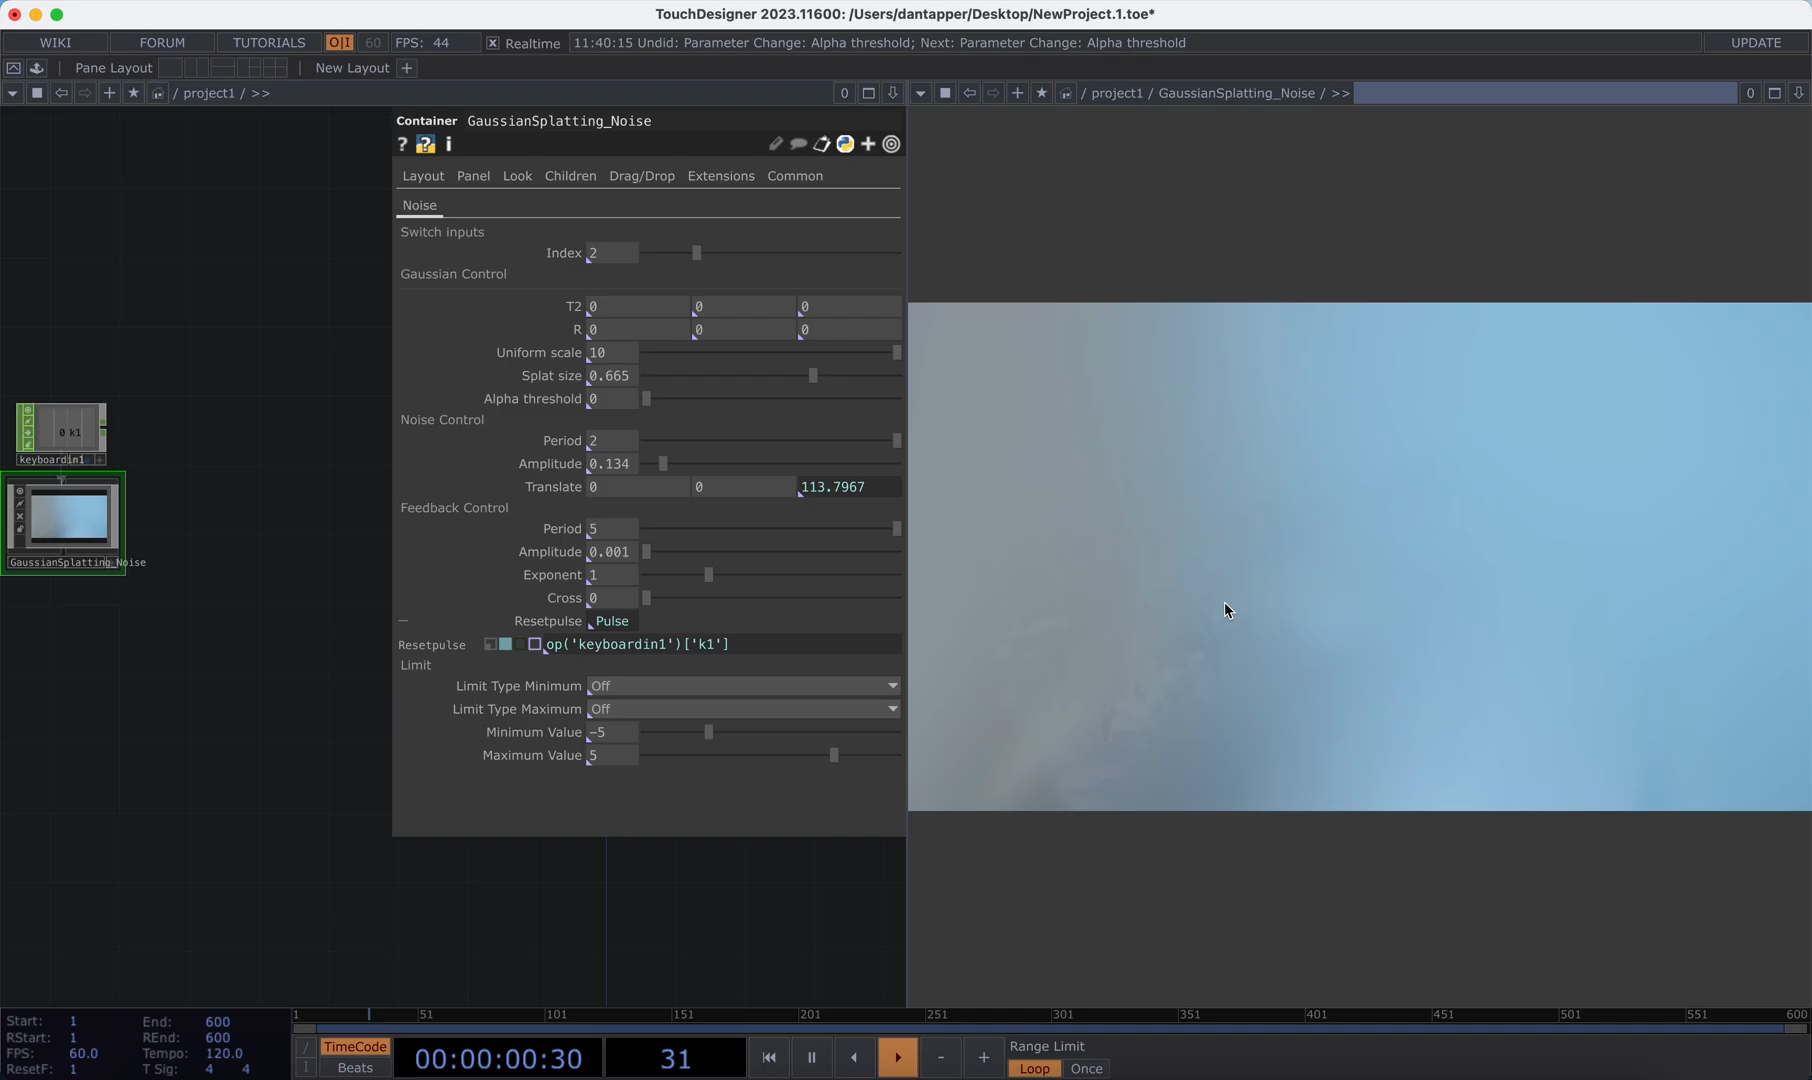 TouchDesigner 2023.11600: /Users/dantapper/Desktop/NewProject.1.toe*
WIKI FORUM TUTORIALS O|I 60 FPS: 44 Realtime 11:40:15 Undid: Parameter Change: Alpha threshold; Next: Parameter Change: Alpha threshold UPDATE
Pane Layout New Layout +
/ project1 / >> 0 / project1 / GaussianSplatting_Noise / >> 0
Container GaussianSplatting_Noise
? ? i
Layout Panel Look Children Drag/Drop Extensions Common
Noise
Switch inputs
Index 2
Gaussian Control
T2 0 0 0
R 0 0 0
Uniform scale 10
Splat size 0.665
Alpha threshold 0
Noise Control
Period 2
Amplitude 0.134
Translate 0 0 113.7967
Feedback Control
Period 5
Amplitude 0.001
Exponent 1
Cross 0
Resetpulse Pulse
Resetpulse op('keyboardin1')['k1']
Limit
Limit Type Minimum Off
Limit Type Maximum Off
Minimum Value -5
Maximum Value 5
0 k1
keyboardin1
GaussianSplatting_Noise
1 51 101 151 201 251 301 351 401 451 501 551 600
Start: 1 End: 600
RStart: 1 REnd: 600
FPS: 60.0 Tempo: 120.0
ResetF: 1 T Sig: 4 4
/ I
TimeCode
Beats
00:00:00:30 31
- +
Range Limit
Loop Once